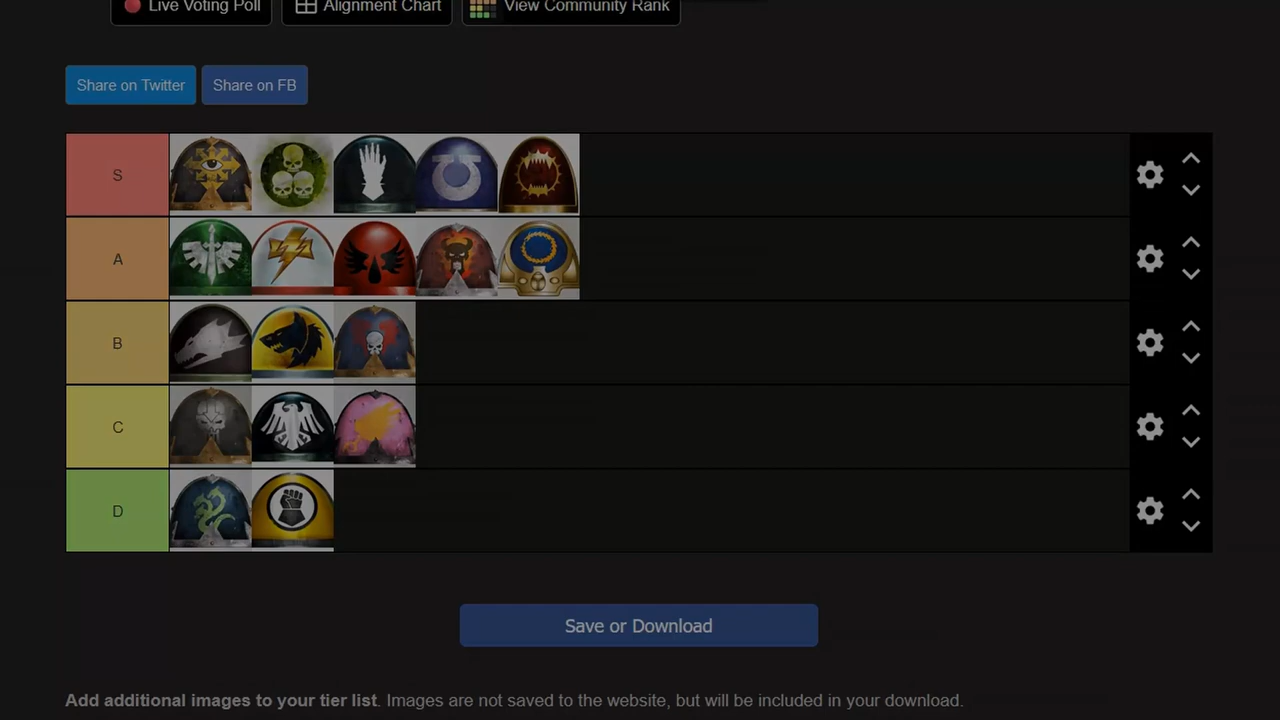 Live Voting Poll
Alignment Chart
View Community Rank
Share on Twitter
Share on FB
S
A
B
C
D
Save or Download
Add additional images to your tier list. Images are not saved to the website, but will be included in your download.